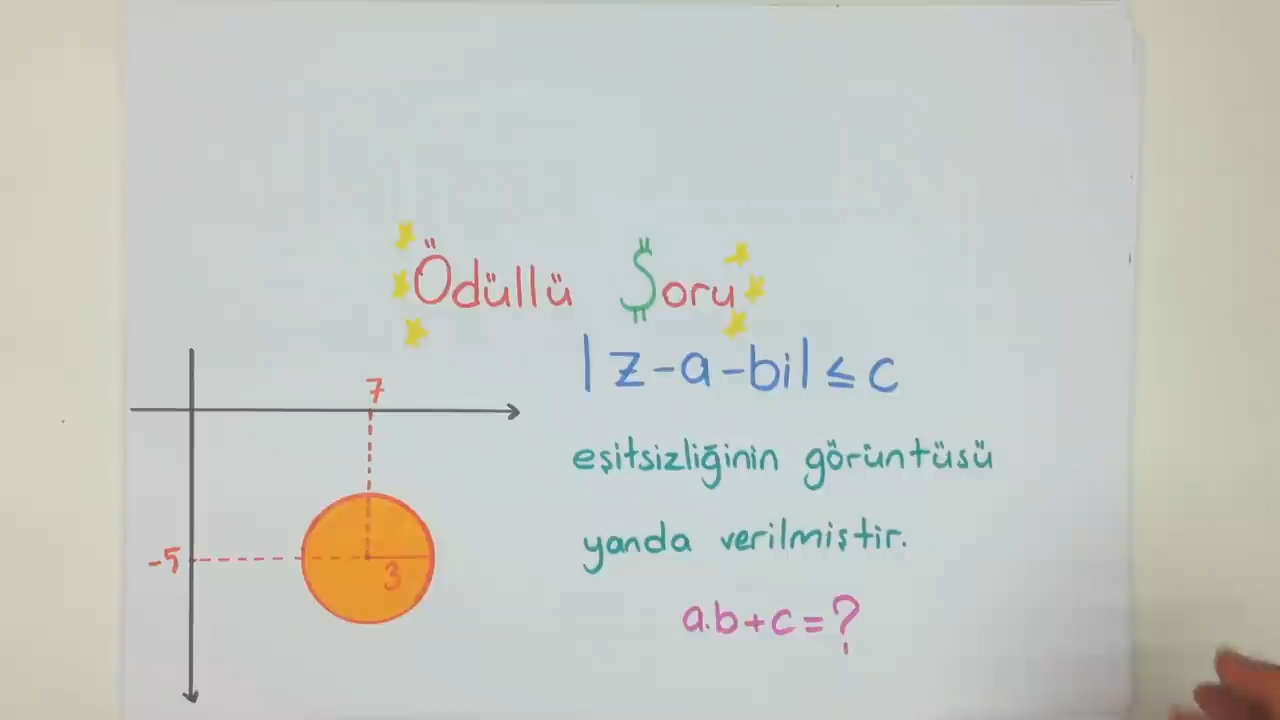 Ödüllü Soru
|z-a-bi|≤c
eşitsizliğinin görüntüsü
yanda verilmiştir.
a.b+c=?
7
-5
3